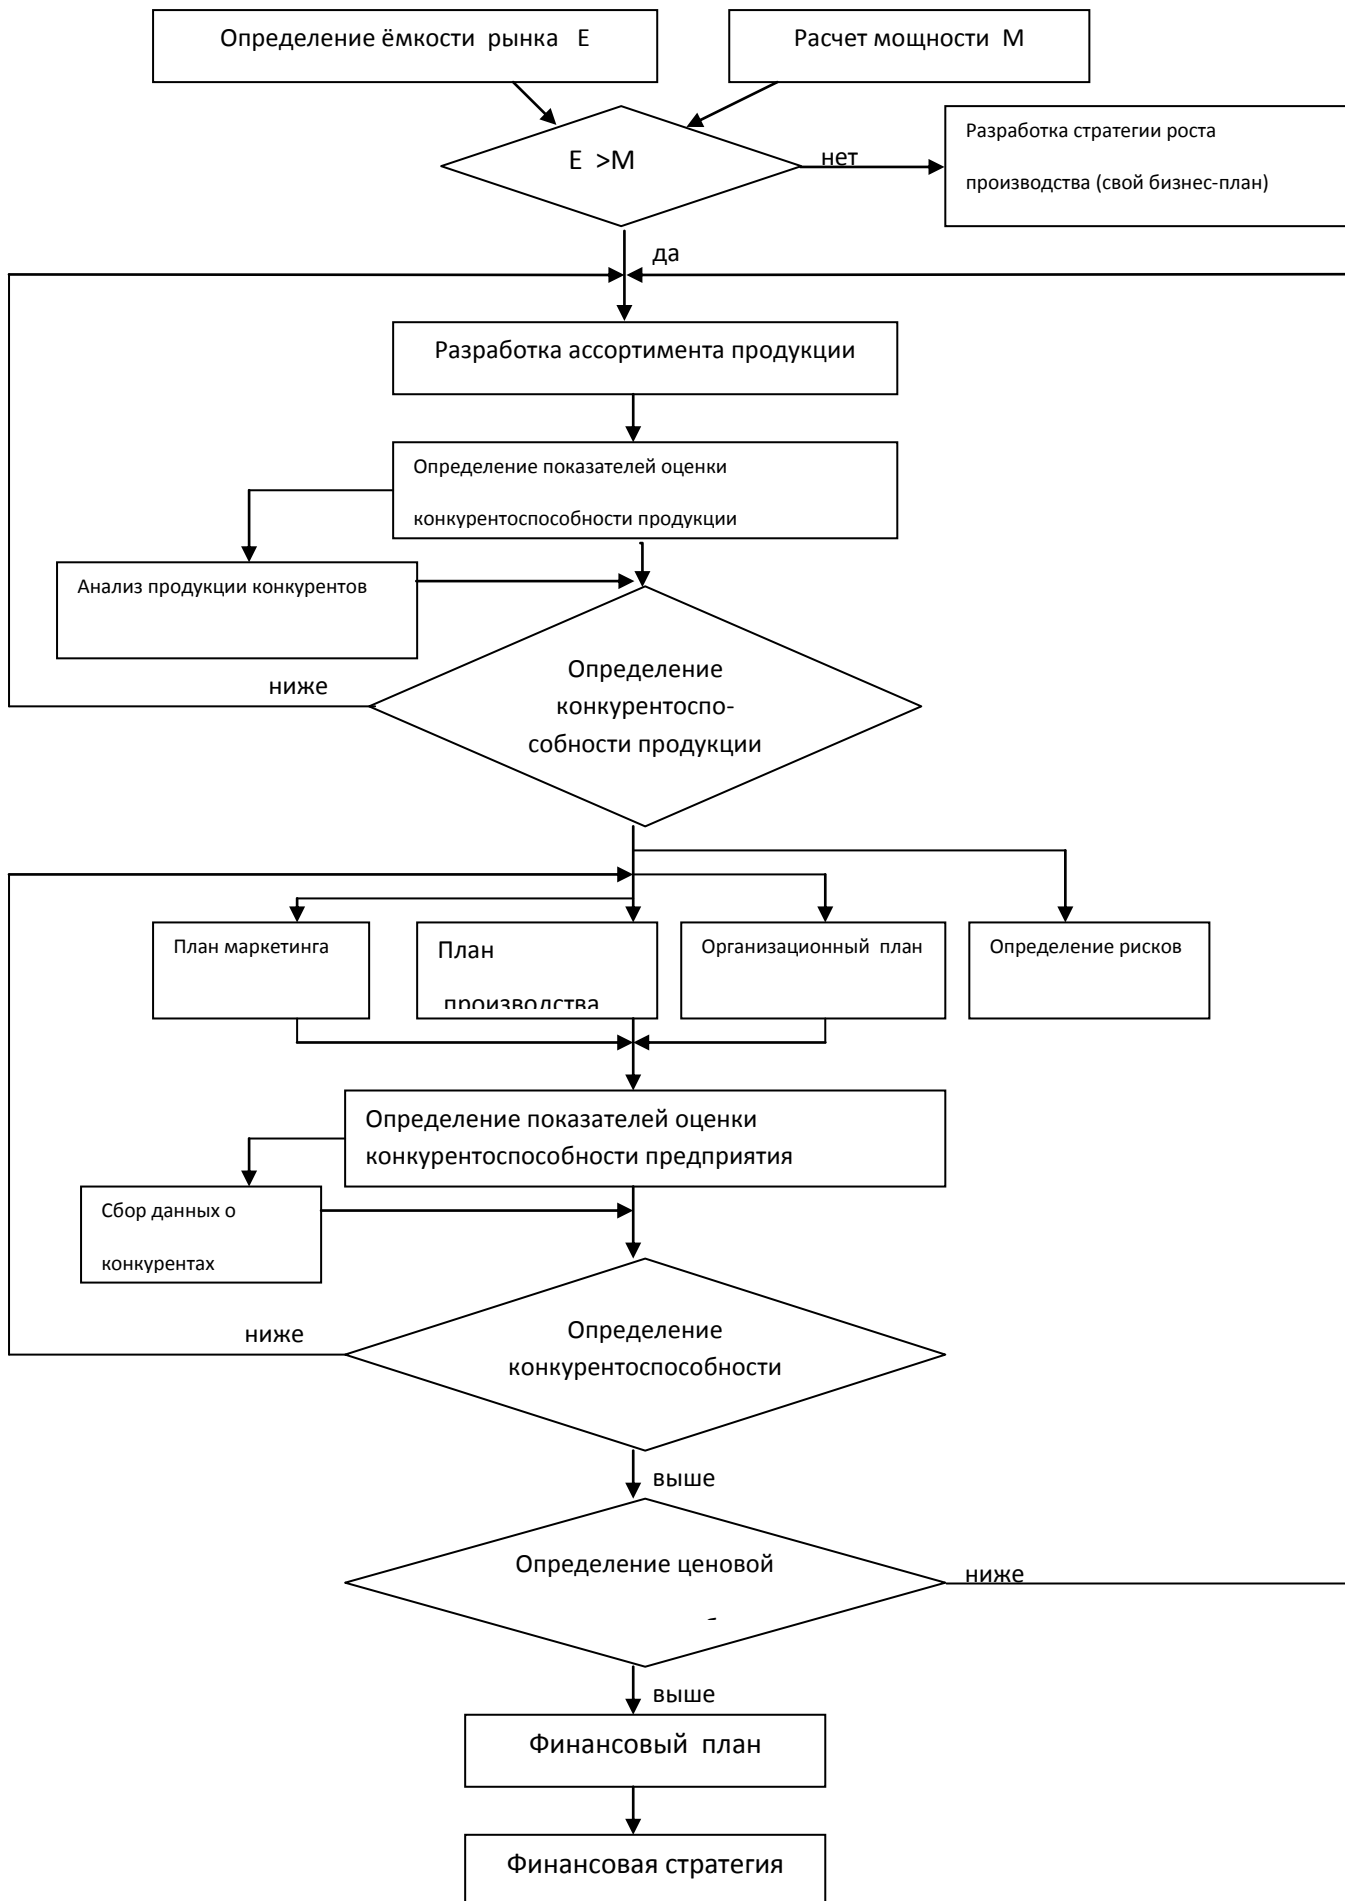 Определение ёмкости рынка Е
Расчет мощности М
Е >М
нет
Разработка стратегии роста
производства (свой бизнес-план)
да
Разработка ассортимента продукции
Определение показателей оценки
конкурентоспособности продукции
Анализ продукции конкурентов
ниже
Определение
конкурентоспо-
собности продукции
План маркетинга
План
производства
Организационный план
Определение рисков
Определение показателей оценки
конкурентоспособности предприятия
Сбор данных о
конкурентах
ниже
Определение
конкурентоспособности
выше
Определение ценовой
ниже
выше
Финансовый план
Финансовая стратегия